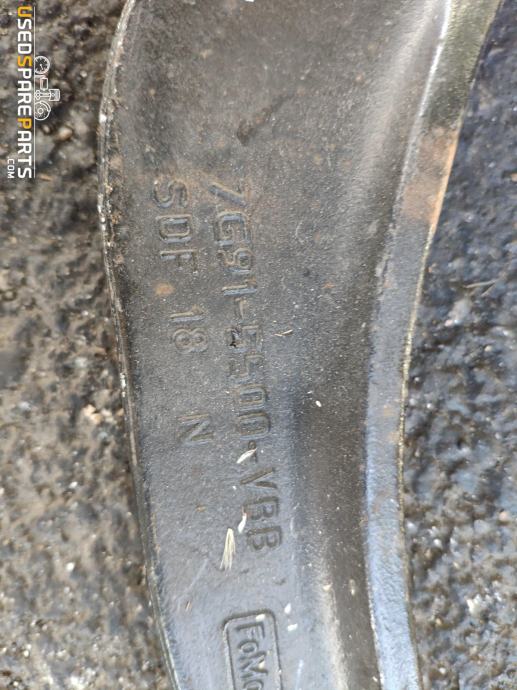 USEDSPAREPARTS
.COM
7G91-5500-VBB
SDF 18 N
FoMo